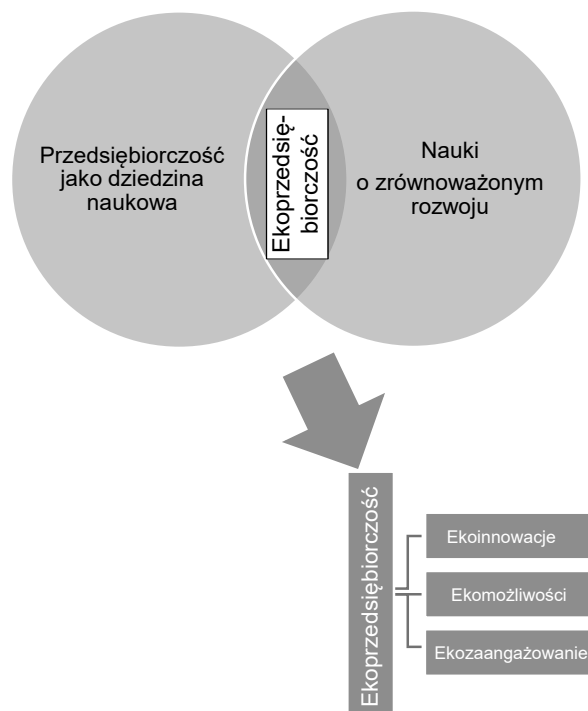 Przedsiębiorczość
jako dziedzina
naukowa
Ekoprzedsię-
biorczość
Nauki
o zrównoważonym
rozwoju
Ekoprzedsiębiorczość
Ekoinnowacje
Ekomożliwości
Ekozaangażowanie